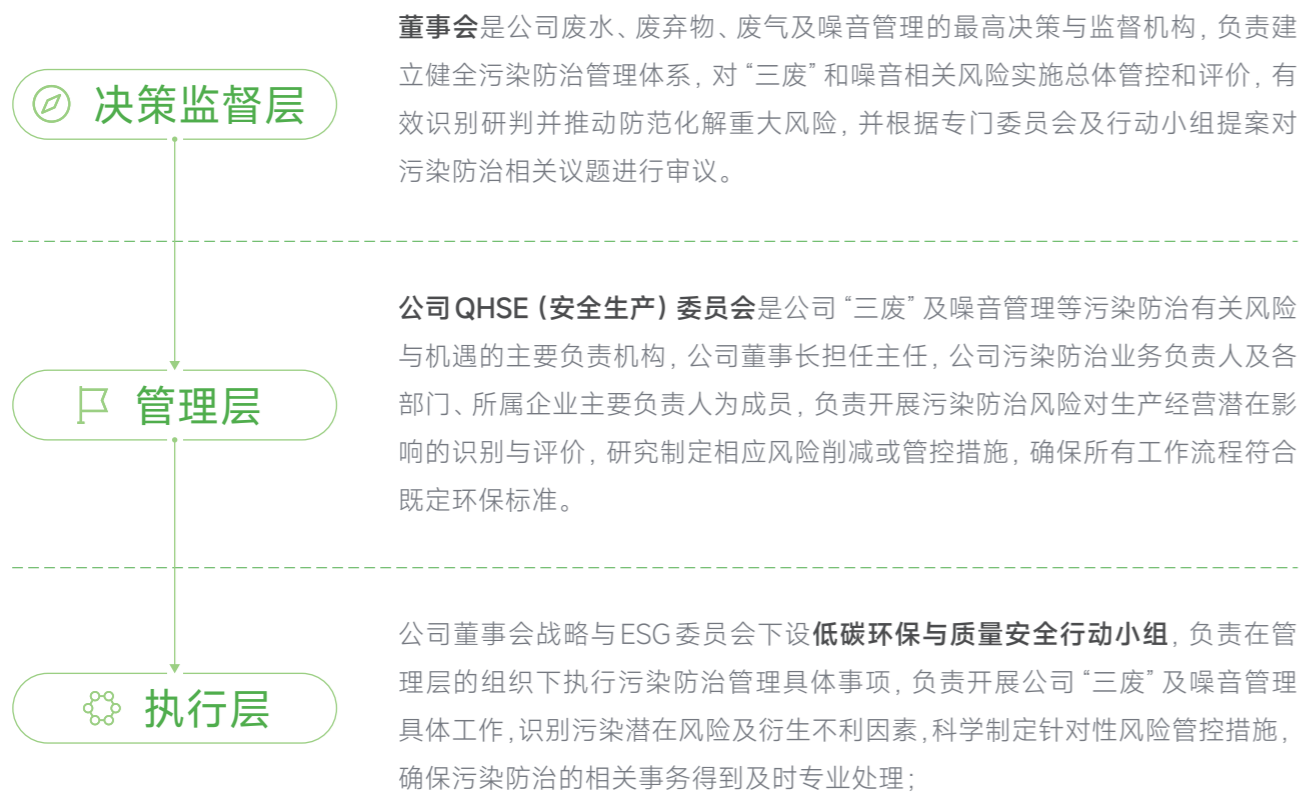 决策监督层
董事会是公司废水、废弃物、废气及噪音管理的最高决策与监督机构，负责建
立健全污染防治管理体系，对“三废”和噪音相关风险实施总体管控和评价，有
效识别研判并推动防范化解重大风险，并根据专门委员会及行动小组提案对
污染防治相关议题进行审议。
管理层
公司QHSE（安全生产）委员会是公司“三废”及噪音管理等污染防治有关风险
与机遇的主要负责机构，公司董事长担任主任，公司污染防治业务负责人及各
部门、所属企业主要负责人为成员，负责开展污染防治风险对生产经营潜在影
响的识别与评价，研究制定相应风险削减或管控措施，确保所有工作流程符合
既定环保标准。
执行层
公司董事会战略与ESG委员会下设低碳环保与质量安全行动小组，负责在管
理层的组织下执行污染防治管理具体事项，负责开展公司“三废”及噪音管理
具体工作，识别污染潜在风险及衍生不利因素，科学制定针对性风险管控措施，
确保污染防治的相关事务得到及时专业处理；